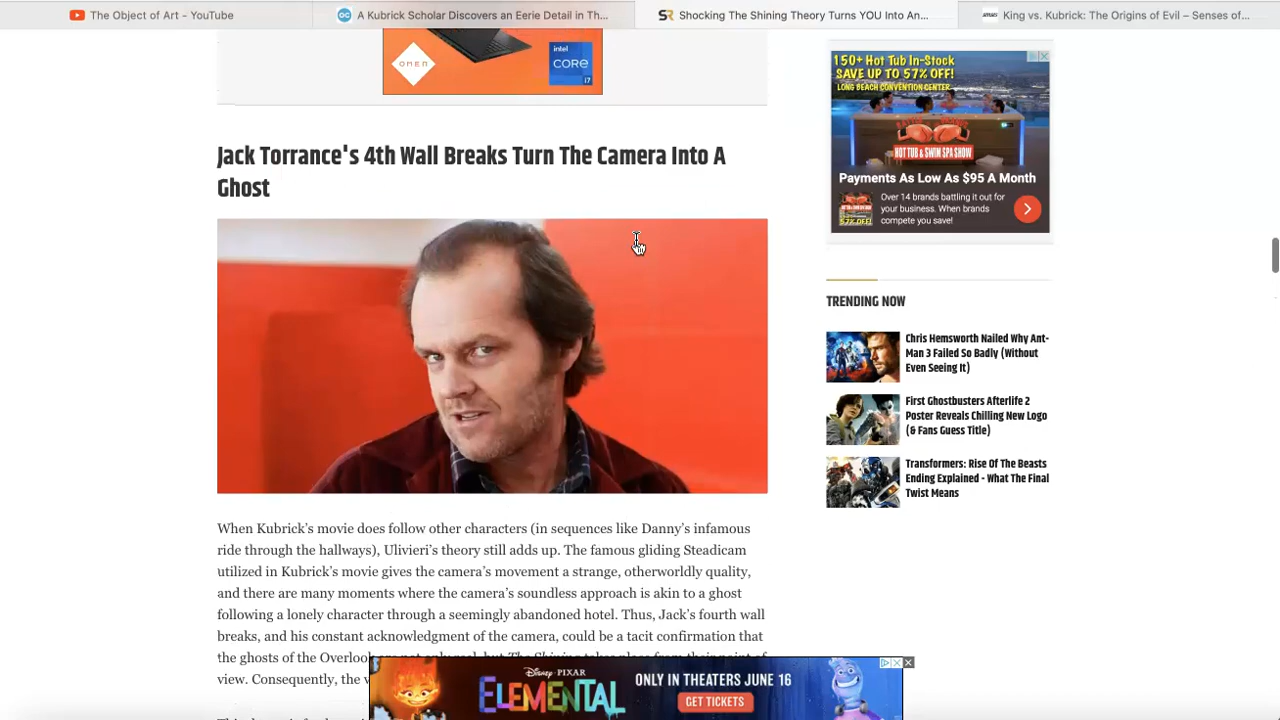 The Object of Art – YouTube
A Kubrick Scholar Discovers an Eerie Detail in Th...
Shocking The Shining Theory Turns YOU Into An...
King vs. Kubrick: The Origins of Evil – Senses of...
OMEN
intel
CORE
i7
Jack Torrance's 4th Wall Breaks Turn The Camera Into A
Ghost
When Kubrick's movie does follow other characters (in sequences like Danny's infamous
ride through the hallways), Ulivieri's theory still adds up. The famous gliding Steadicam
utilized in Kubrick's movie gives the camera's movement a strange, otherworldly quality,
and there are many moments where the camera's soundless approach is akin to a ghost
following a lonely character through a seemingly abandoned hotel. Thus, Jack's fourth wall
breaks, and his constant acknowledgment of the camera, could be a tacit confirmation that
the ghosts of the Overlook are not only real, but The Shining takes place from their point of
view. Consequently, the
150+ Hot Tub In-Stock
SAVE UP TO 57% OFF!
LONG BEACH CONVENTION CENTER
HOT TUB & SWIM SPA SHOW
Payments As Low As $95 A Month
Over 14 brands battling it out for
your business. When brands
compete you save!
TRENDING NOW
Chris Hemsworth Nailed Why Ant-
Man 3 Failed So Badly (Without
Even Seeing It)
First Ghostbusters Afterlife 2
Poster Reveals Chilling New Logo
(& Fans Guess Title)
Transformers: Rise Of The Beasts
Ending Explained - What The Final
Twist Means
Disney · PIXAR
ELEMENTAL
ONLY IN THEATERS JUNE 16
GET TICKETS